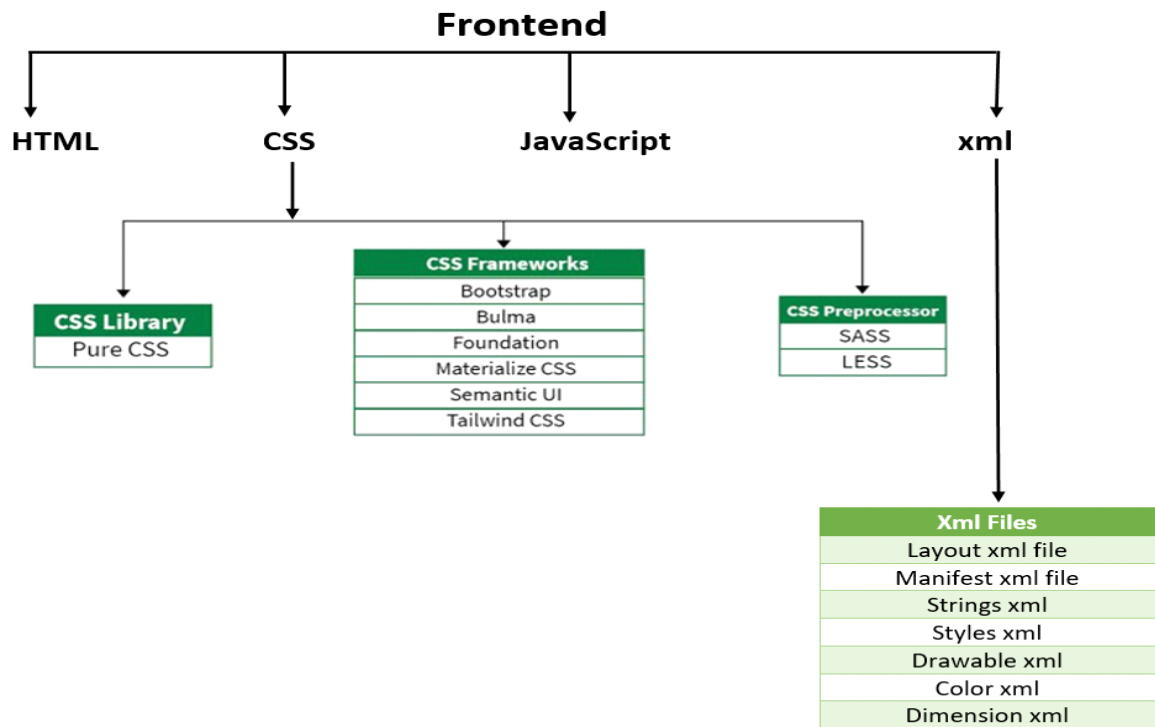 Frontend
HTML
CSS
JavaScript
xml
CSS Library
Pure CSS
CSS Frameworks
Bootstrap
Bulma
Foundation
Materialize CSS
Semantic UI
Tailwind CSS
CSS Preprocessor
SASS
LESS
Xml Files
Layout xml file
Manifest xml file
Strings xml
Styles xml
Drawable xml
Color xml
Dimension xml